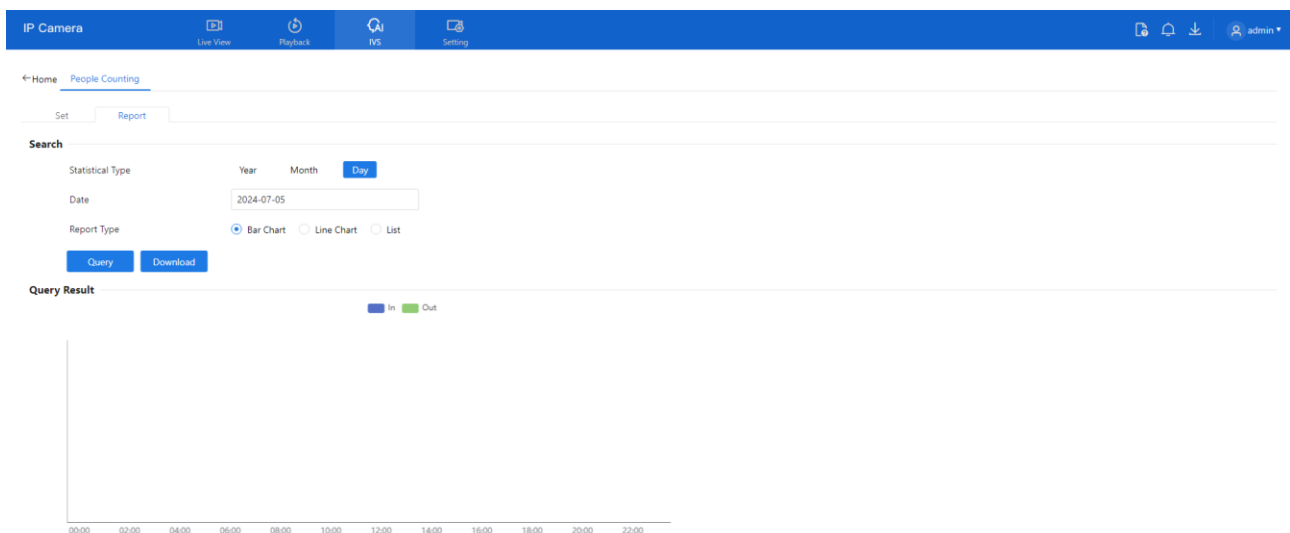 IP Camera Live View Playback IVS Setting admin
←Home People Counting
Set Report
Search
Statistical Type Year Month Day
Date 2024-07-05
Report Type Bar Chart Line Chart List
Query Download
Query Result
In Out
00:00 02:00 04:00 06:00 08:00 10:00 12:00 14:00 16:00 18:00 20:00 22:00